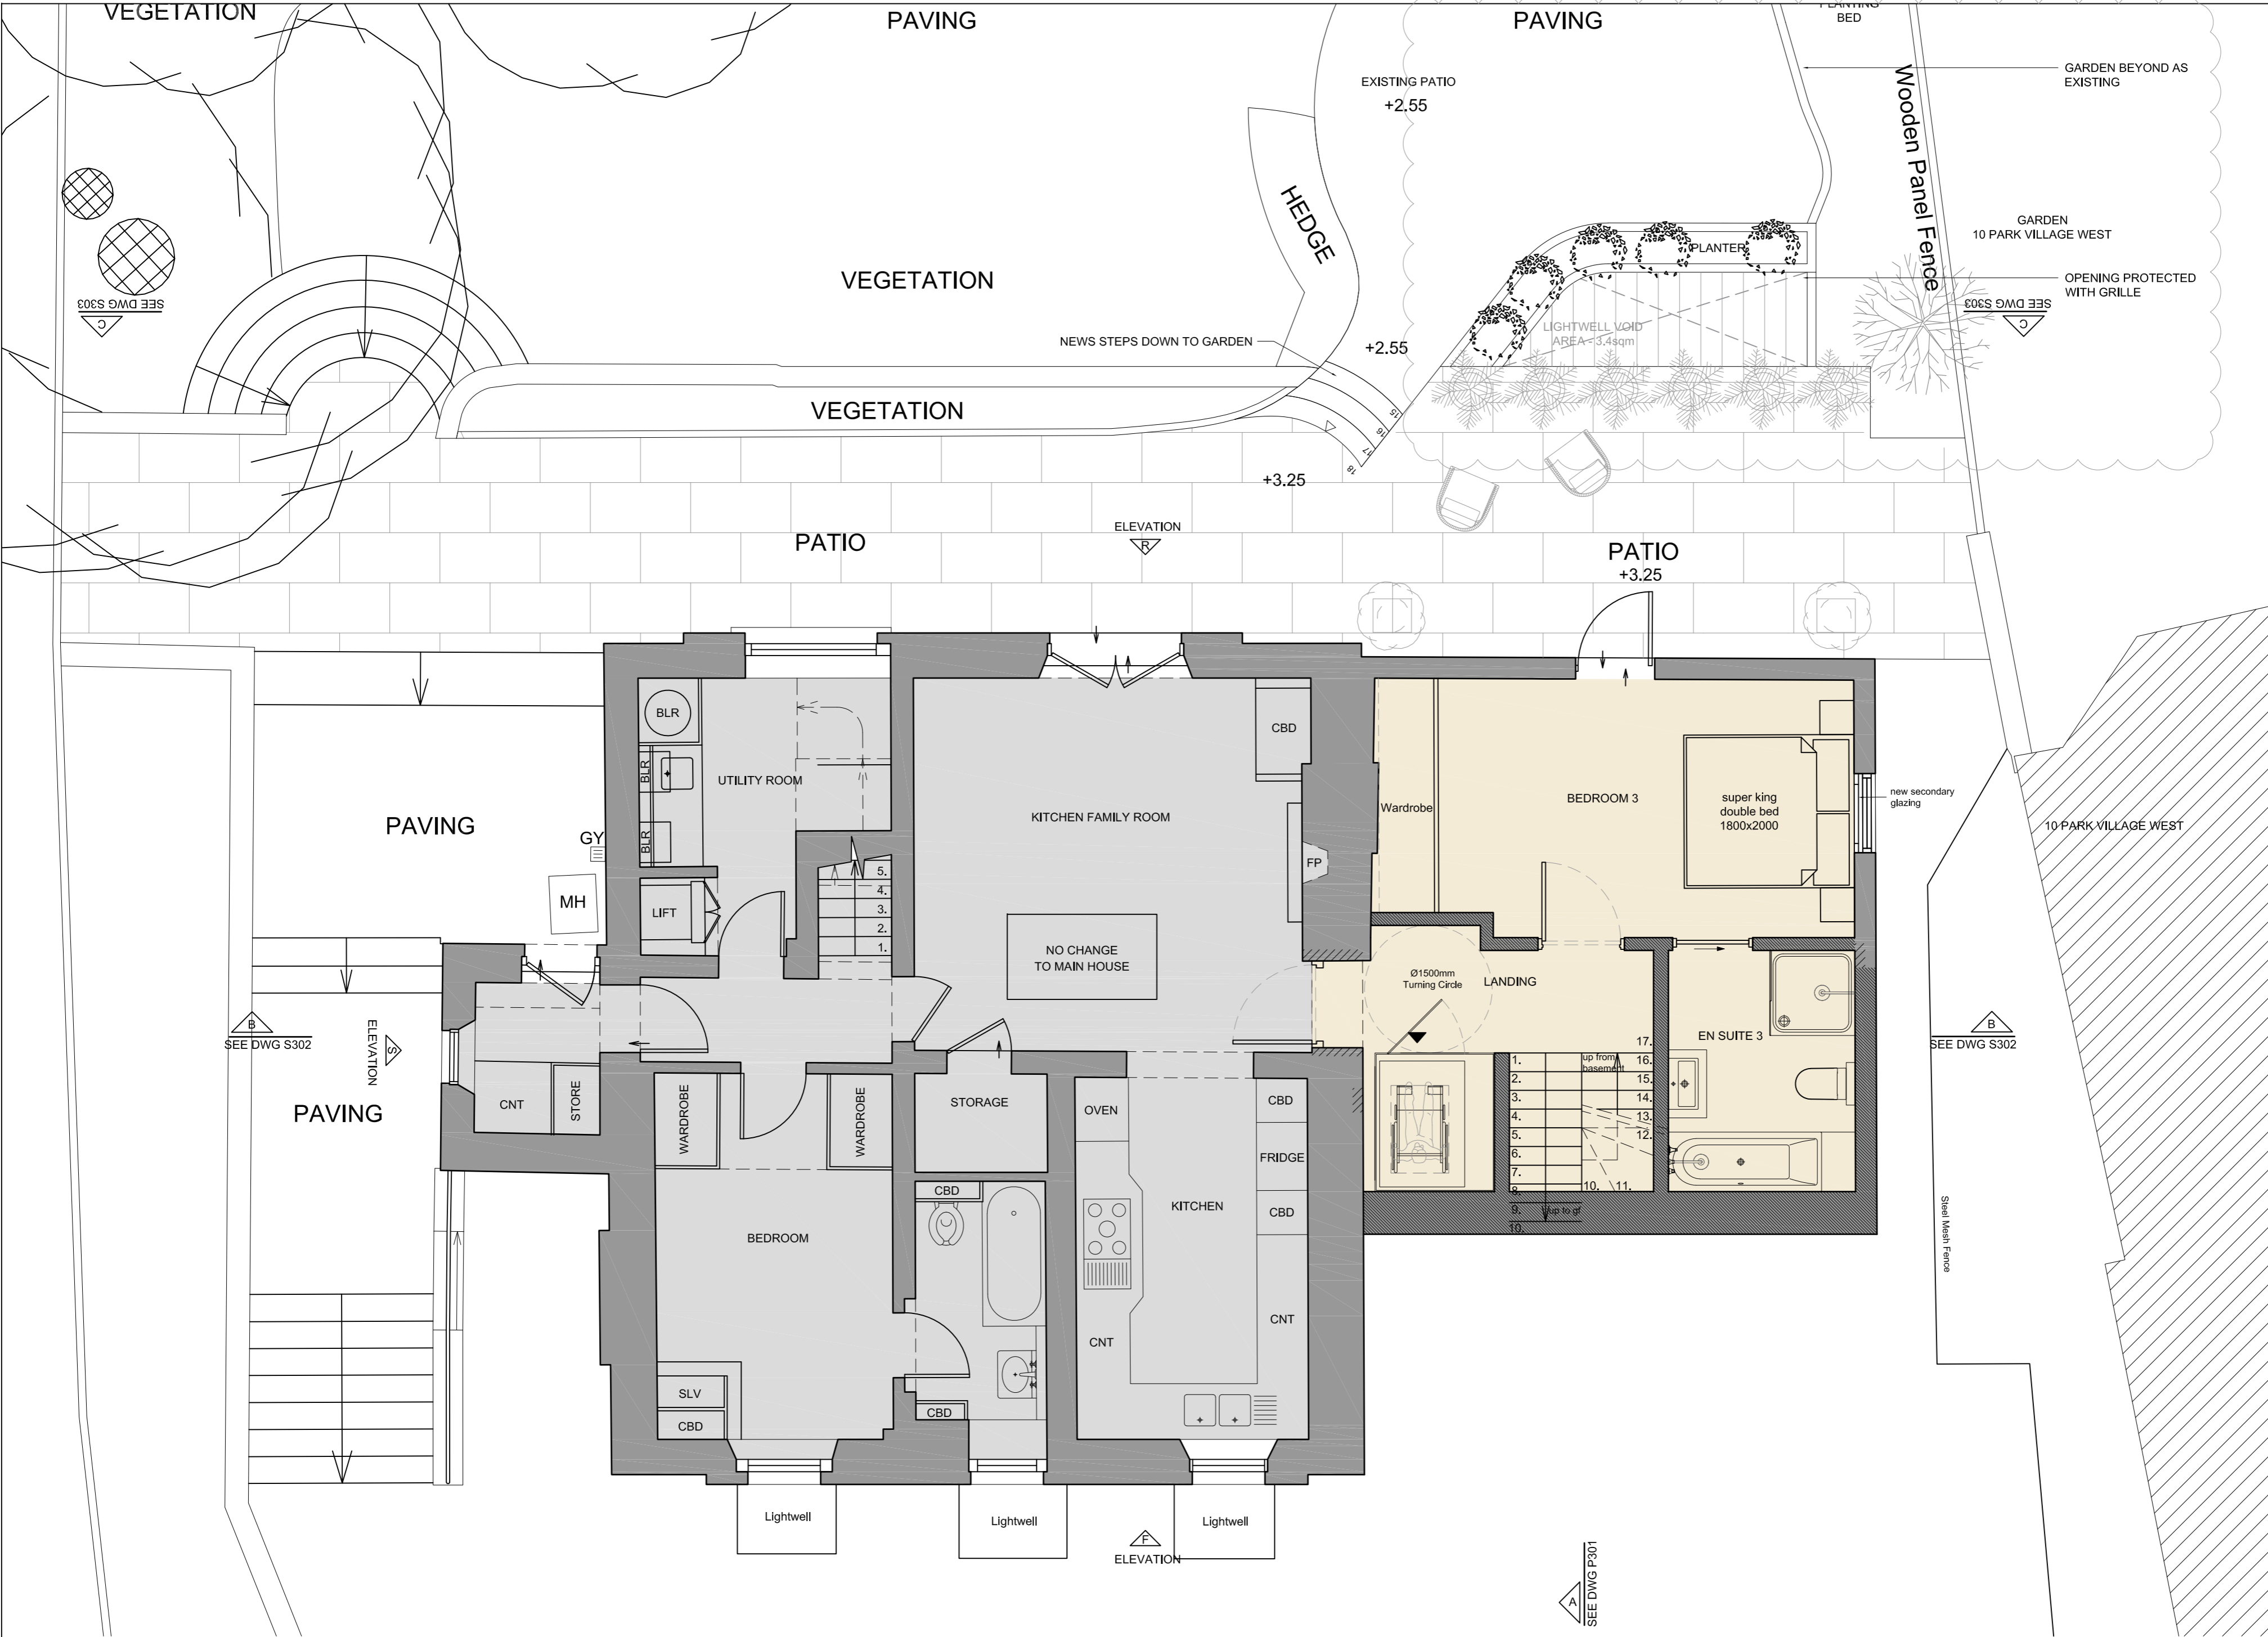 VEGETATION
PAVING
PAVING
PLANTING
BED
EXISTING PATIO
+2.55
GARDEN BEYOND AS
EXISTING
Wooden Panel Fence
HEDGE
GARDEN
10 PARK VILLAGE WEST
PLANTER
OPENING PROTECTED
WITH GRILLE
SEE DWG S303
C
SEE DWG S303
C
VEGETATION
LIGHTWELL VOID
AREA - 3.4sqm
NEWS STEPS DOWN TO GARDEN
+2.55
VEGETATION
15
16
17
18
+3.25
ELEVATION
R
PATIO
PATIO
+3.25
BLR
BLR
BLR
UTILITY ROOM
CBD
KITCHEN FAMILY ROOM
Wardrobe
BEDROOM 3
super king
double bed
1800x2000
new secondary
glazing
10 PARK VILLAGE WEST
PAVING
GY
MH
LIFT
5.
4.
3.
2.
1.
FP
NO CHANGE
TO MAIN HOUSE
Ø1500mm
Turning Circle
LANDING
EN SUITE 3
B
SEE DWG S302
ELEVATION
S
B
SEE DWG S302
PAVING
CNT
STORE
WARDROBE
WARDROBE
STORAGE
OVEN
CBD
FRIDGE
CBD
KITCHEN
CNT
CNT
1.
2.
3.
4.
5.
6.
7.
8.
9.
10.
up from
basement
up to gf
17.
16.
15.
14.
13.
12.
10.
11.
CBD
BEDROOM
SLV
CBD
CBD
Steel Mesh Fence
Lightwell
Lightwell
Lightwell
F
ELEVATION
A
SEE DWG P301